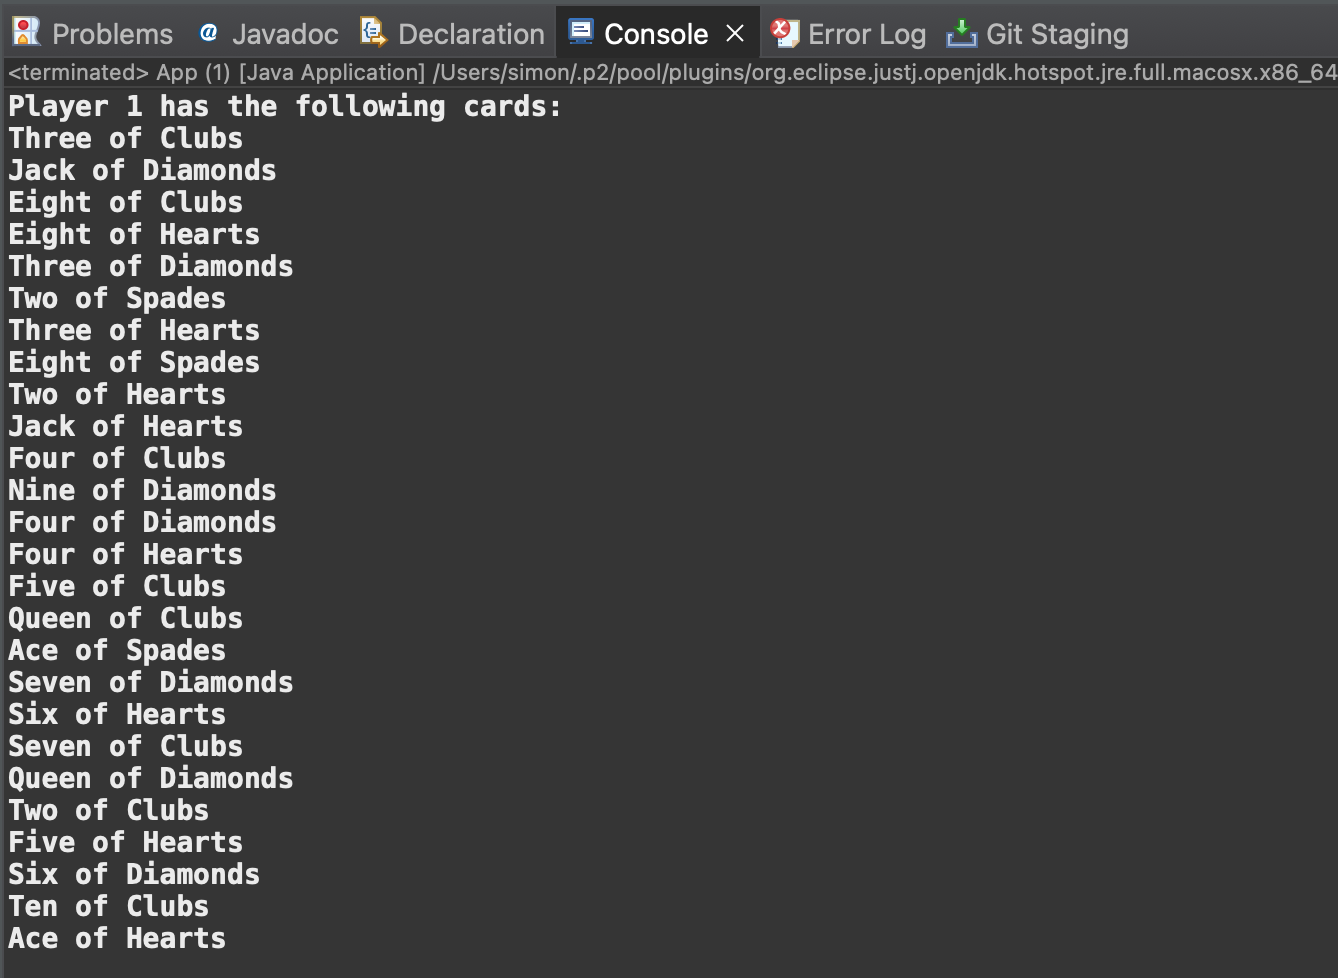 Problems Javadoc Declaration Console Error Log Git Staging
<terminated> App (1) [Java Application] /Users/simon/.p2/pool/plugins/org.eclipse.justj.openjdk.hotspot.jre.full.macosx.x86_64
Player 1 has the following cards:
Three of Clubs
Jack of Diamonds
Eight of Clubs
Eight of Hearts
Three of Diamonds
Two of Spades
Three of Hearts
Eight of Spades
Two of Hearts
Jack of Hearts
Four of Clubs
Nine of Diamonds
Four of Diamonds
Four of Hearts
Five of Clubs
Queen of Clubs
Ace of Spades
Seven of Diamonds
Six of Hearts
Seven of Clubs
Queen of Diamonds
Two of Clubs
Five of Hearts
Six of Diamonds
Ten of Clubs
Ace of Hearts